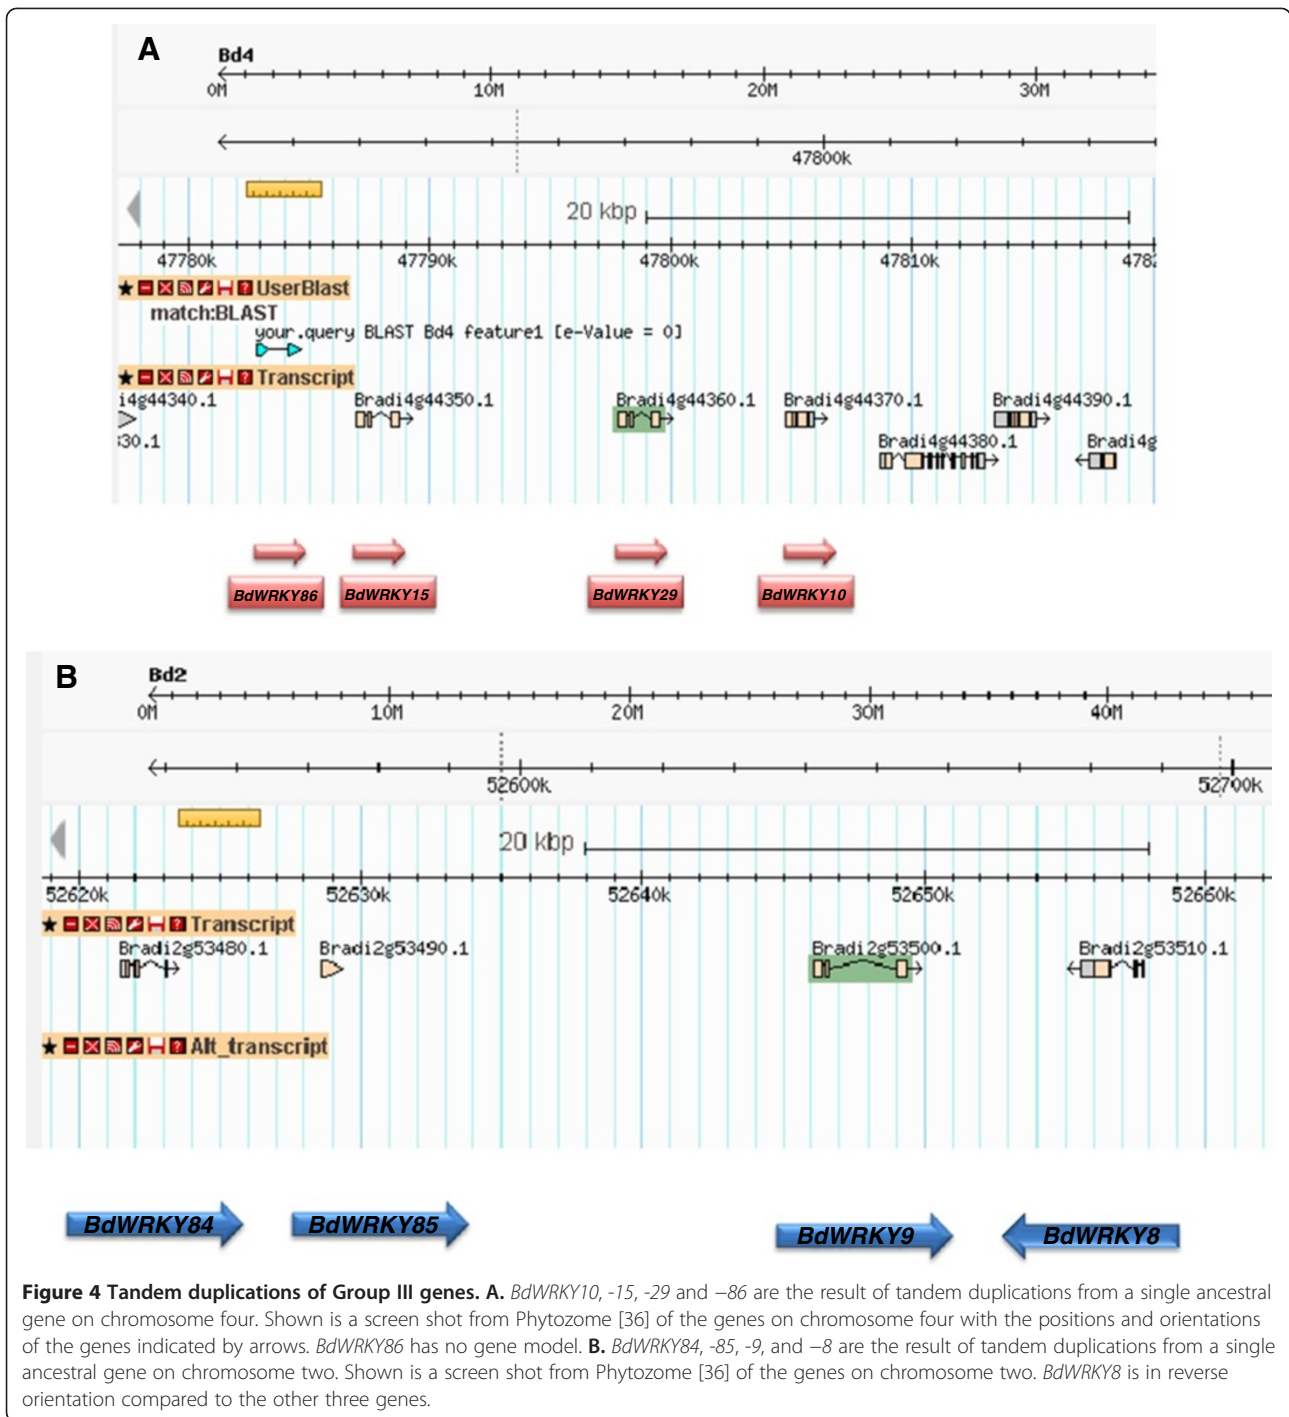 A
Bd4
0M 10M 20M 30M
47800k
20 kbp
47780k 47790k 47800k 47810k 4782
UserBlast
match:BLAST
your.query BLAST Bd4 feature1 [e-Value = 0]
Transcript
i4g44340.1 Bradi4g44350.1 Bradi4g44360.1 Bradi4g44370.1 Bradi4g44390.1
30.1 Bradi4g44380.1 Bradi4g
BdWRKY86 BdWRKY15 BdWRKY29 BdWRKY10
B
Bd2
0M 10M 20M 30M 40M
52600k 52700k
20 kbp
52620k 52630k 52640k 52650k 52660k
Transcript
Bradi2g53480.1 Bradi2g53490.1 Bradi2g53500.1 Bradi2g53510.1
Alt_transcript
BdWRKY84 BdWRKY85 BdWRKY9 BdWRKY8
Figure 4 Tandem duplications of Group III genes. A. BdWRKY10, -15, -29 and −86 are the result of tandem duplications from a single ancestral
gene on chromosome four. Shown is a screen shot from Phytozome [36] of the genes on chromosome four with the positions and orientations
of the genes indicated by arrows. BdWRKY86 has no gene model. B. BdWRKY84, -85, -9, and −8 are the result of tandem duplications from a single
ancestral gene on chromosome two. Shown is a screen shot from Phytozome [36] of the genes on chromosome two. BdWRKY8 is in reverse
orientation compared to the other three genes.